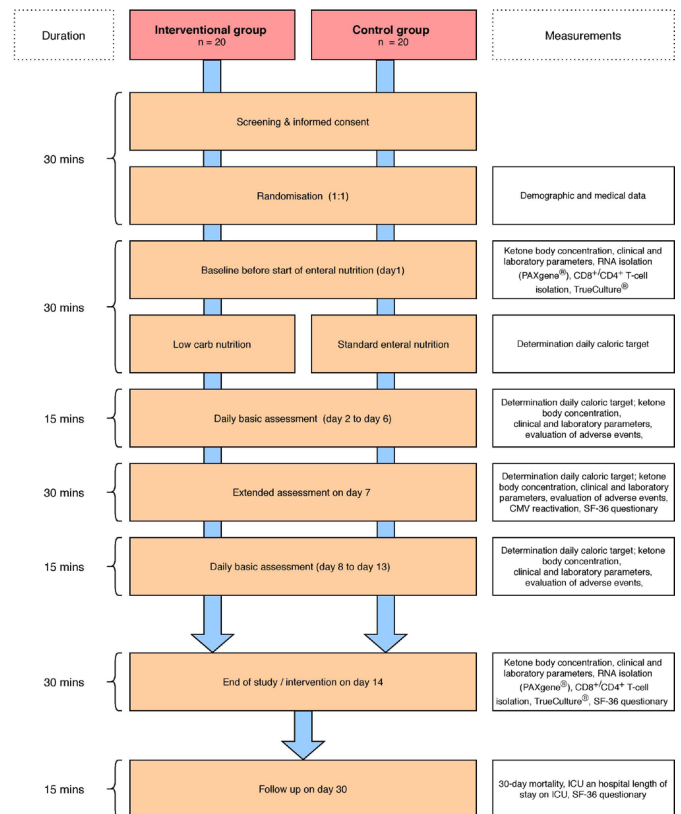 Duration
Interventional group
n = 20
Control group
n = 20
Measurements
30 mins
Screening & informed consent
Randomisation (1:1)
Demographic and medical data
30 mins
Baseline before start of enteral nutrition (day1)
Ketone body concentration, clinical and
laboratory parameters, RNA isolation
(PAXgene®), CD8+/CD4+ T-cell
isolation, TrueCulture®
Low carb nutrition
Standard enteral nutrition
Determination daily caloric target
15 mins
Daily basic assessment (day 2 to day 6)
Determination daily caloric target; ketone
body concentration,
clinical and laboratory parameters,
evaluation of adverse events,
30 mins
Extended assessment on day 7
Determination daily caloric target; ketone
body concentration, clinical and laboratory
parameters, evaluation of adverse events,
CMV reactivation, SF-36 questionary
15 mins
Daily basic assessment (day 8 to day 13)
Determination daily caloric target; ketone
body concentration,
clinical and laboratory parameters,
evaluation of adverse events,
30 mins
End of study / intervention on day 14
Ketone body concentration, clinical and
laboratory parameters, RNA isolation
(PAXgene®), CD8+/CD4+ T-cell
isolation, TrueCulture®, SF-36 questionary
15 mins
Follow up on day 30
30-day mortality, ICU an hospital length of
stay on ICU, SF-36 questionary